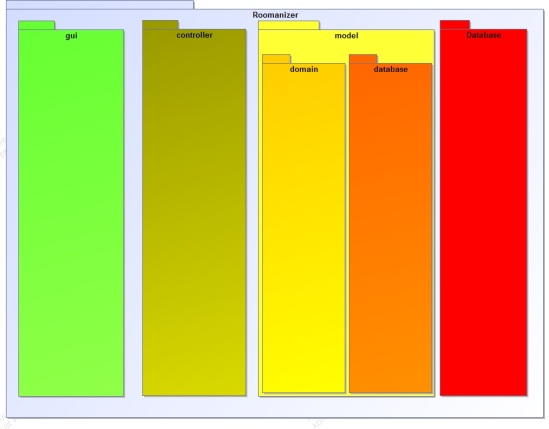 Roomanizer
gui
controller
model
Database
domain
database